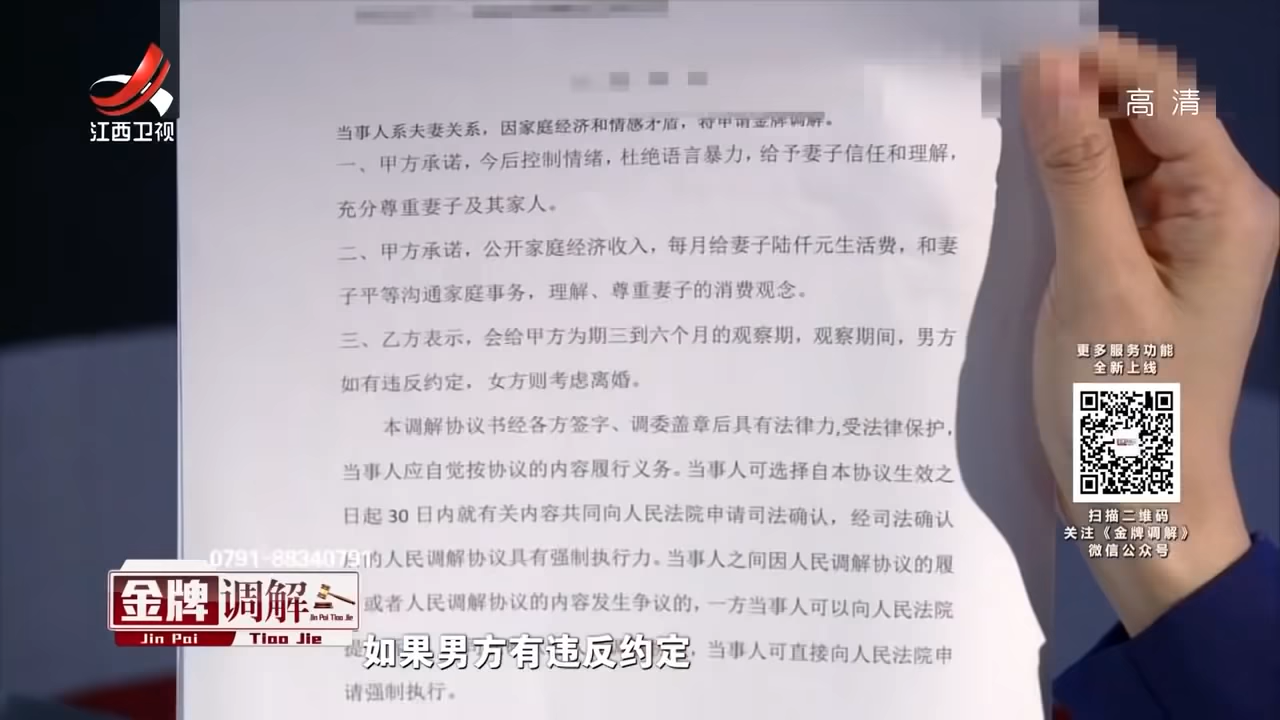 江西卫视
高清
当事人系夫妻关系，因家庭经济和情感矛盾，特申请金牌调解。
一、甲方承诺，今后控制情绪，杜绝语言暴力，给予妻子信任和理解，
充分尊重妻子及其家人。
二、甲方承诺，公开家庭经济收入，每月给妻子陆仟元生活费，和妻
子平等沟通家庭事务，理解、尊重妻子的消费观念。
三、乙方表示，会给甲方为期三到六个月的观察期，观察期间，男方
如有违反约定，女方则考虑离婚。
本调解协议书经各方签字、调委盖章后具有法律力,受法律保护，
当事人应自觉按协议的内容履行义务。当事人可选择自本协议生效之
日起 30 日内就有关内容共同向人民法院申请司法确认，经司法确认
的人民调解协议具有强制执行力。当事人之间因人民调解协议的履
或者人民调解协议的内容发生争议的，一方当事人可以向人民法院
提
，当事人可直接向人民法院申
请强制执行。
更多服务功能
全新上线
扫描二维码
关注《金牌调解》
微信公众号
0791-88340791
金牌调解
Jin Pai Tiao Jie
Jin Pai Tiao Jie
如果男方有违反约定